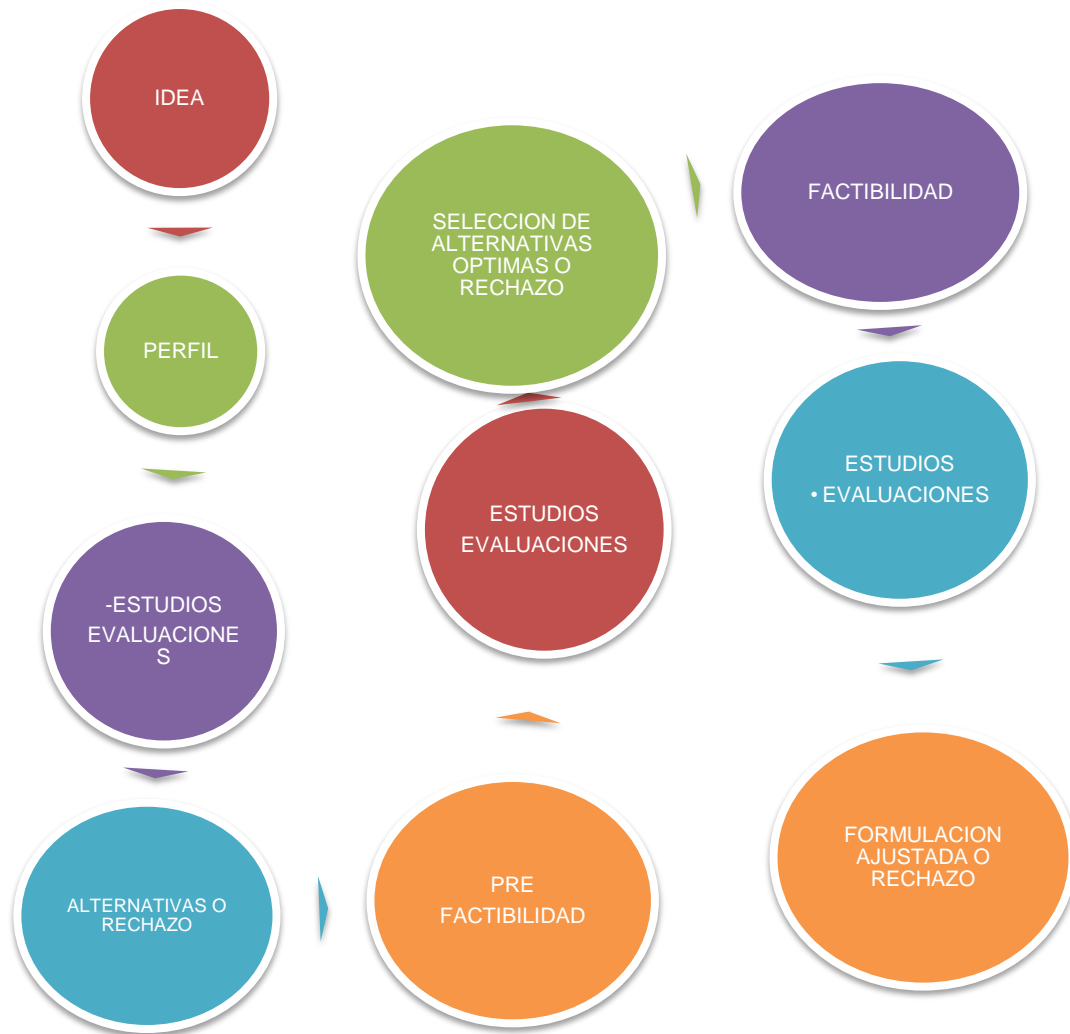 IDEA
PERFIL
-ESTUDIOS
EVALUACIONE
S
ALTERNATIVAS O
RECHAZO
PRE
FACTIBILIDAD
ESTUDIOS
EVALUACIONES
SELECCION DE
ALTERNATIVAS
OPTIMAS O
RECHAZO
FACTIBILIDAD
ESTUDIOS
• EVALUACIONES
FORMULACION
AJUSTADA O
RECHAZO